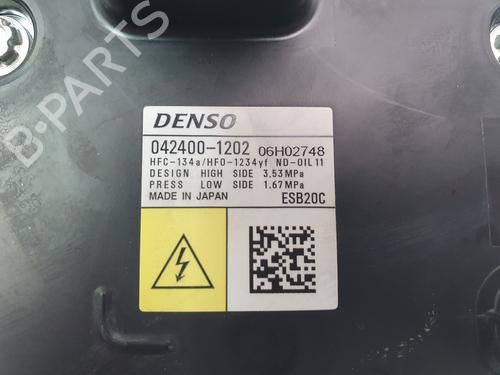 B-PARTS
DENSO
042400-1202 06H02748
HFC-134a/HFO-1234yf ND-OIL11
DESIGN HIGH SIDE 3.53MPa
PRESS LOW SIDE 1.67MPa
MADE IN JAPAN ESB20C